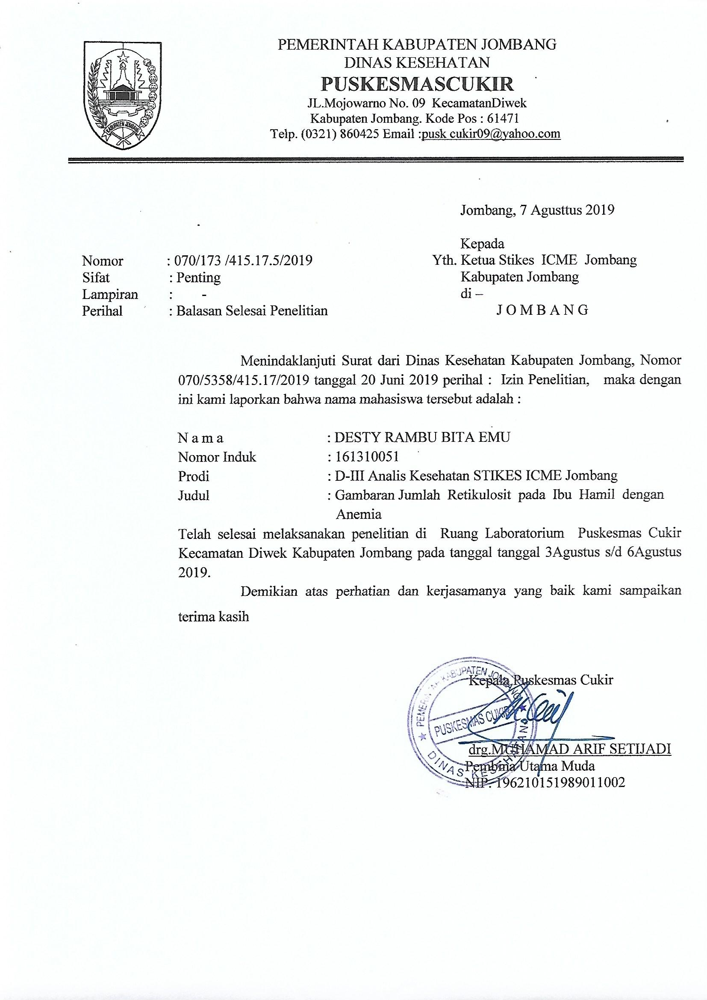 PEMERINTAH KABUPATEN JOMBANG
DINAS KESEHATAN
PUSKESMASCUKIR
JL.Mojowarno No. 09 KecamatanDiwek
Kabupaten Jombang. Kode Pos : 61471
Telp. (0321) 860425 Email :pusk cukir09@yahoo.com
KABUPATEN JOMBANG
Jombang, 7 Agusttus 2019
Kepada
Nomor : 070/173 /415.17.5/2019 Yth. Ketua Stikes ICME Jombang
Sifat : Penting Kabupaten Jombang
Lampiran : - di –
Perihal : Balasan Selesai Penelitian J O M B A N G
Menindaklanjuti Surat dari Dinas Kesehatan Kabupaten Jombang, Nomor
070/5358/415.17/2019 tanggal 20 Juni 2019 perihal : Izin Penelitian, maka dengan
ini kami laporkan bahwa nama mahasiswa tersebut adalah :
N a m a : DESTY RAMBU BITA EMU
Nomor Induk : 161310051
Prodi : D-III Analis Kesehatan STIKES ICME Jombang
Judul : Gambaran Jumlah Retikulosit pada Ibu Hamil dengan
Anemia
Telah selesai melaksanakan penelitian di Ruang Laboratorium Puskesmas Cukir
Kecamatan Diwek Kabupaten Jombang pada tanggal tanggal 3Agustus s/d 6Agustus
2019.
Demikian atas perhatian dan kerjasamanya yang baik kami sampaikan
terima kasih
Kepala Puskesmas Cukir
PEMERINTAH KABUPATEN JOMBANG
PUSKESMAS CUKIR
DINAS KESEHATAN
drg.MUHAMAD ARIF SETIJADI
Pembina Utama Muda
NIP. 196210151989011002